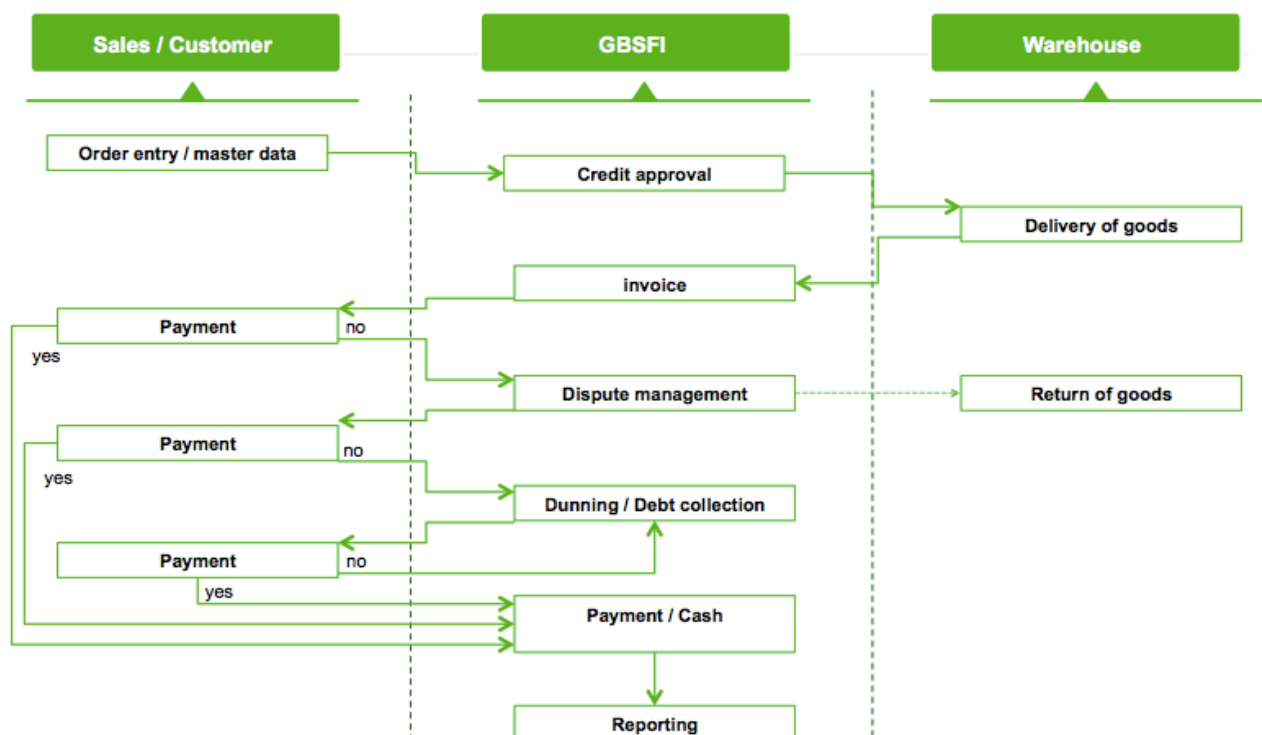 Sales / Customer
GBSFI
Warehouse
Order entry / master data
Credit approval
Delivery of goods
invoice
Payment
no
yes
Dispute management
Return of goods
Payment
no
yes
Dunning / Debt collection
Payment
no
yes
Payment / Cash
Reporting